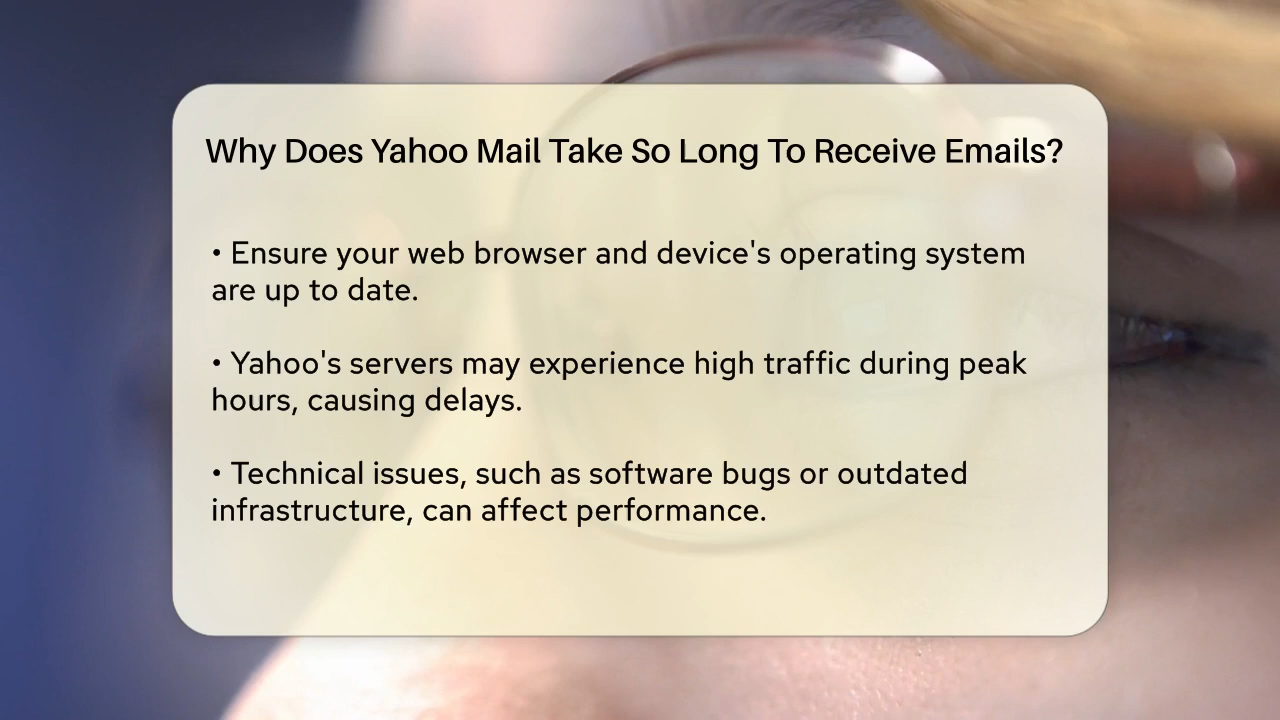 Why Does Yahoo Mail Take So Long To Receive Emails?
• Ensure your web browser and device's operating system
are up to date.
• Yahoo's servers may experience high traffic during peak
hours, causing delays.
• Technical issues, such as software bugs or outdated
infrastructure, can affect performance.